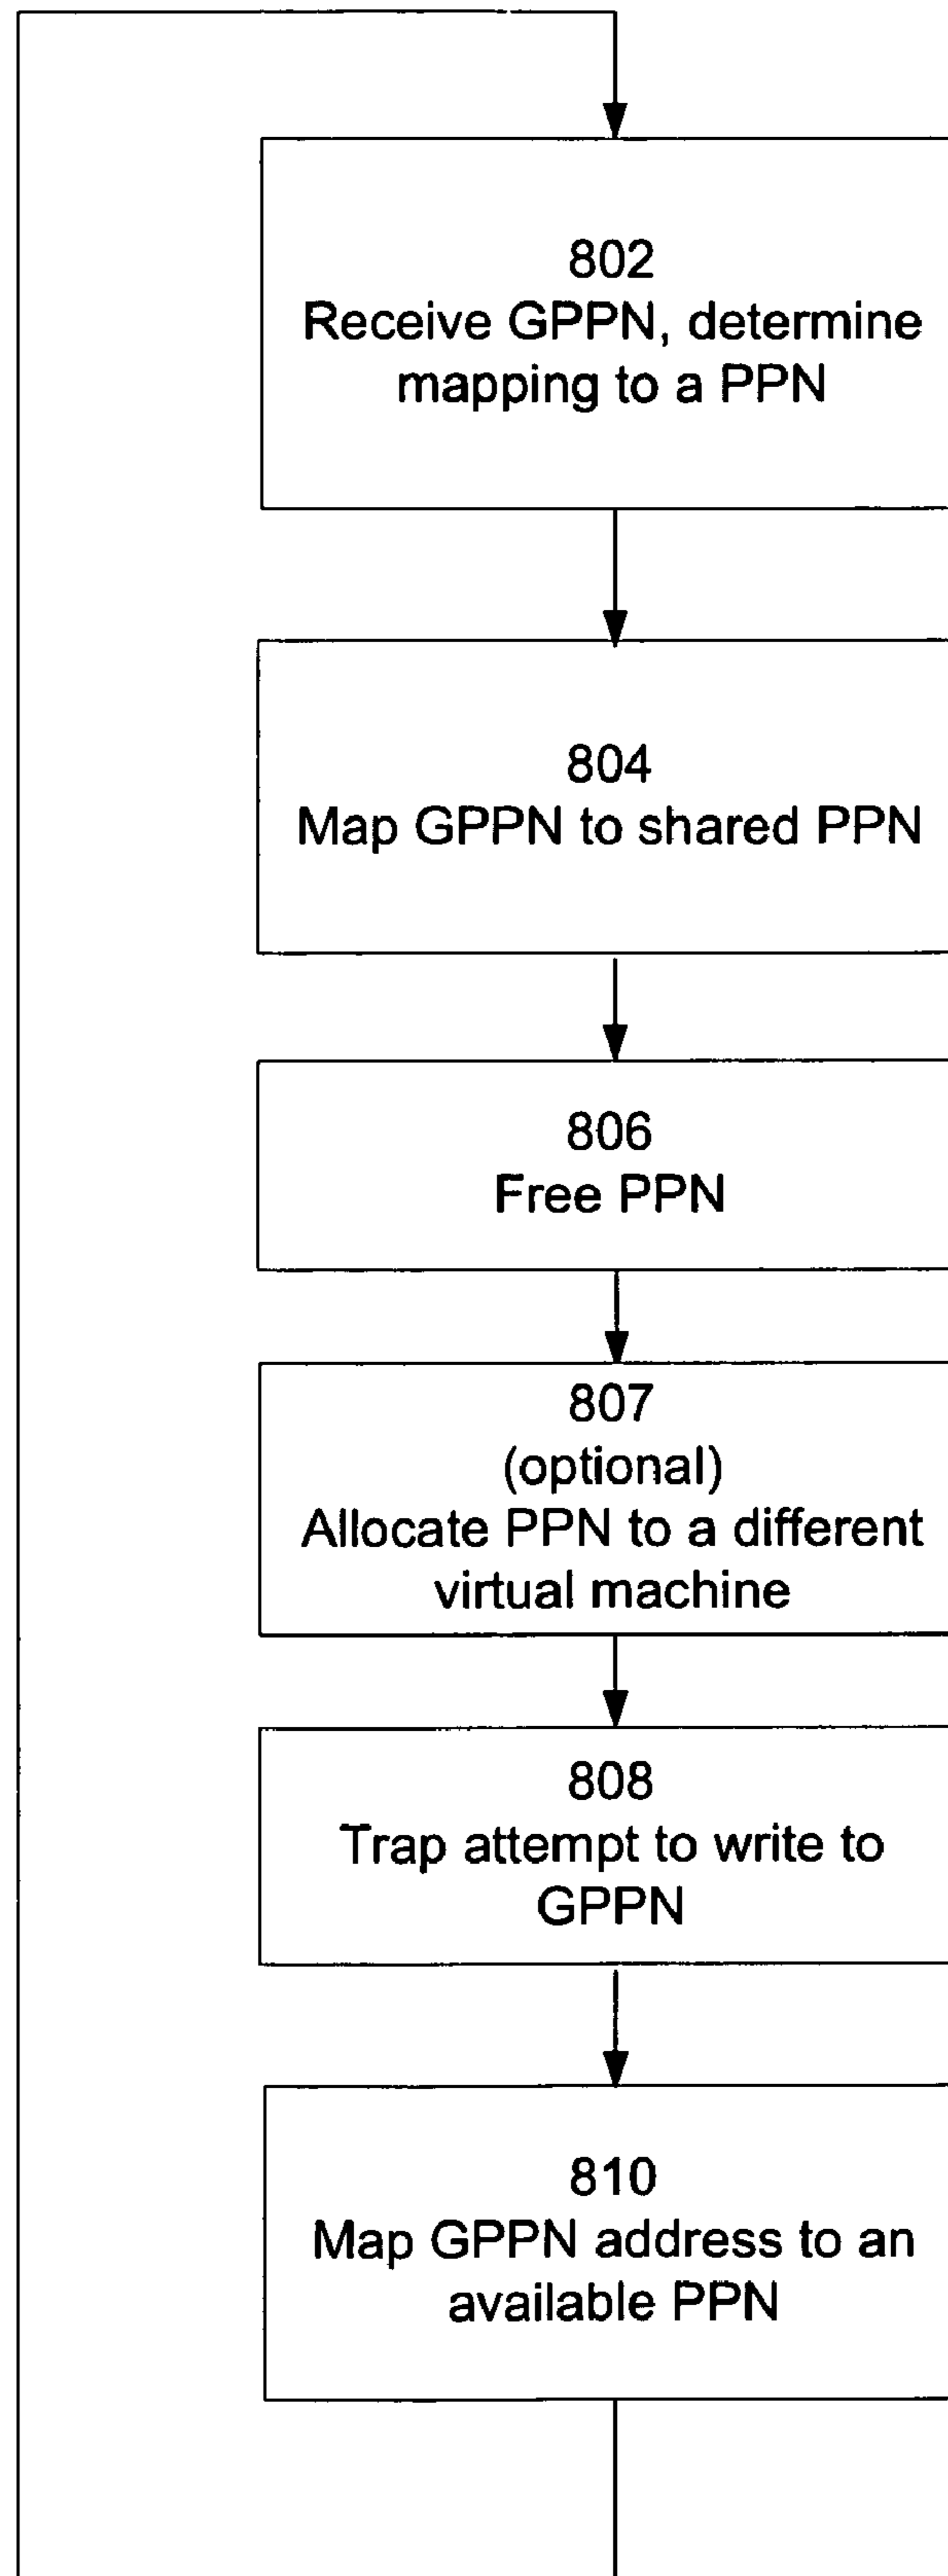 802
Receive GPPN, determine
mapping to a PPN
804
Map GPPN to shared PPN
806
Free PPN
807
(optional)
Allocate PPN to a different
virtual machine
808
Trap attempt to write to
GPPN
810
Map GPPN address to an
available PPN